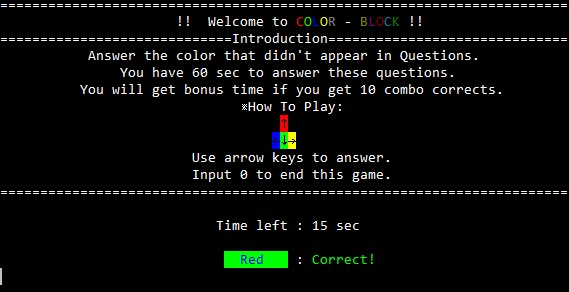 ======================================================================
!!  Welcome to COLOR - BLOCK !!
=============================Introduction=============================
Answer the color that didn't appear in Questions.
You have 60 sec to answer these questions.
You will get bonus time if you get 10 combo corrects.
※How To Play:
↑
←↓→
Use arrow keys to answer.
Input 0 to end this game.
======================================================================
Time left : 15 sec
Red : Correct!